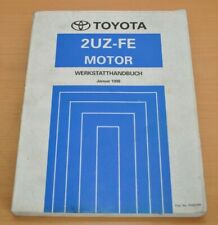 TOYOTA
2UZ-FE
MOTOR
WERKSTATTHANDBUCH
Januar 1998